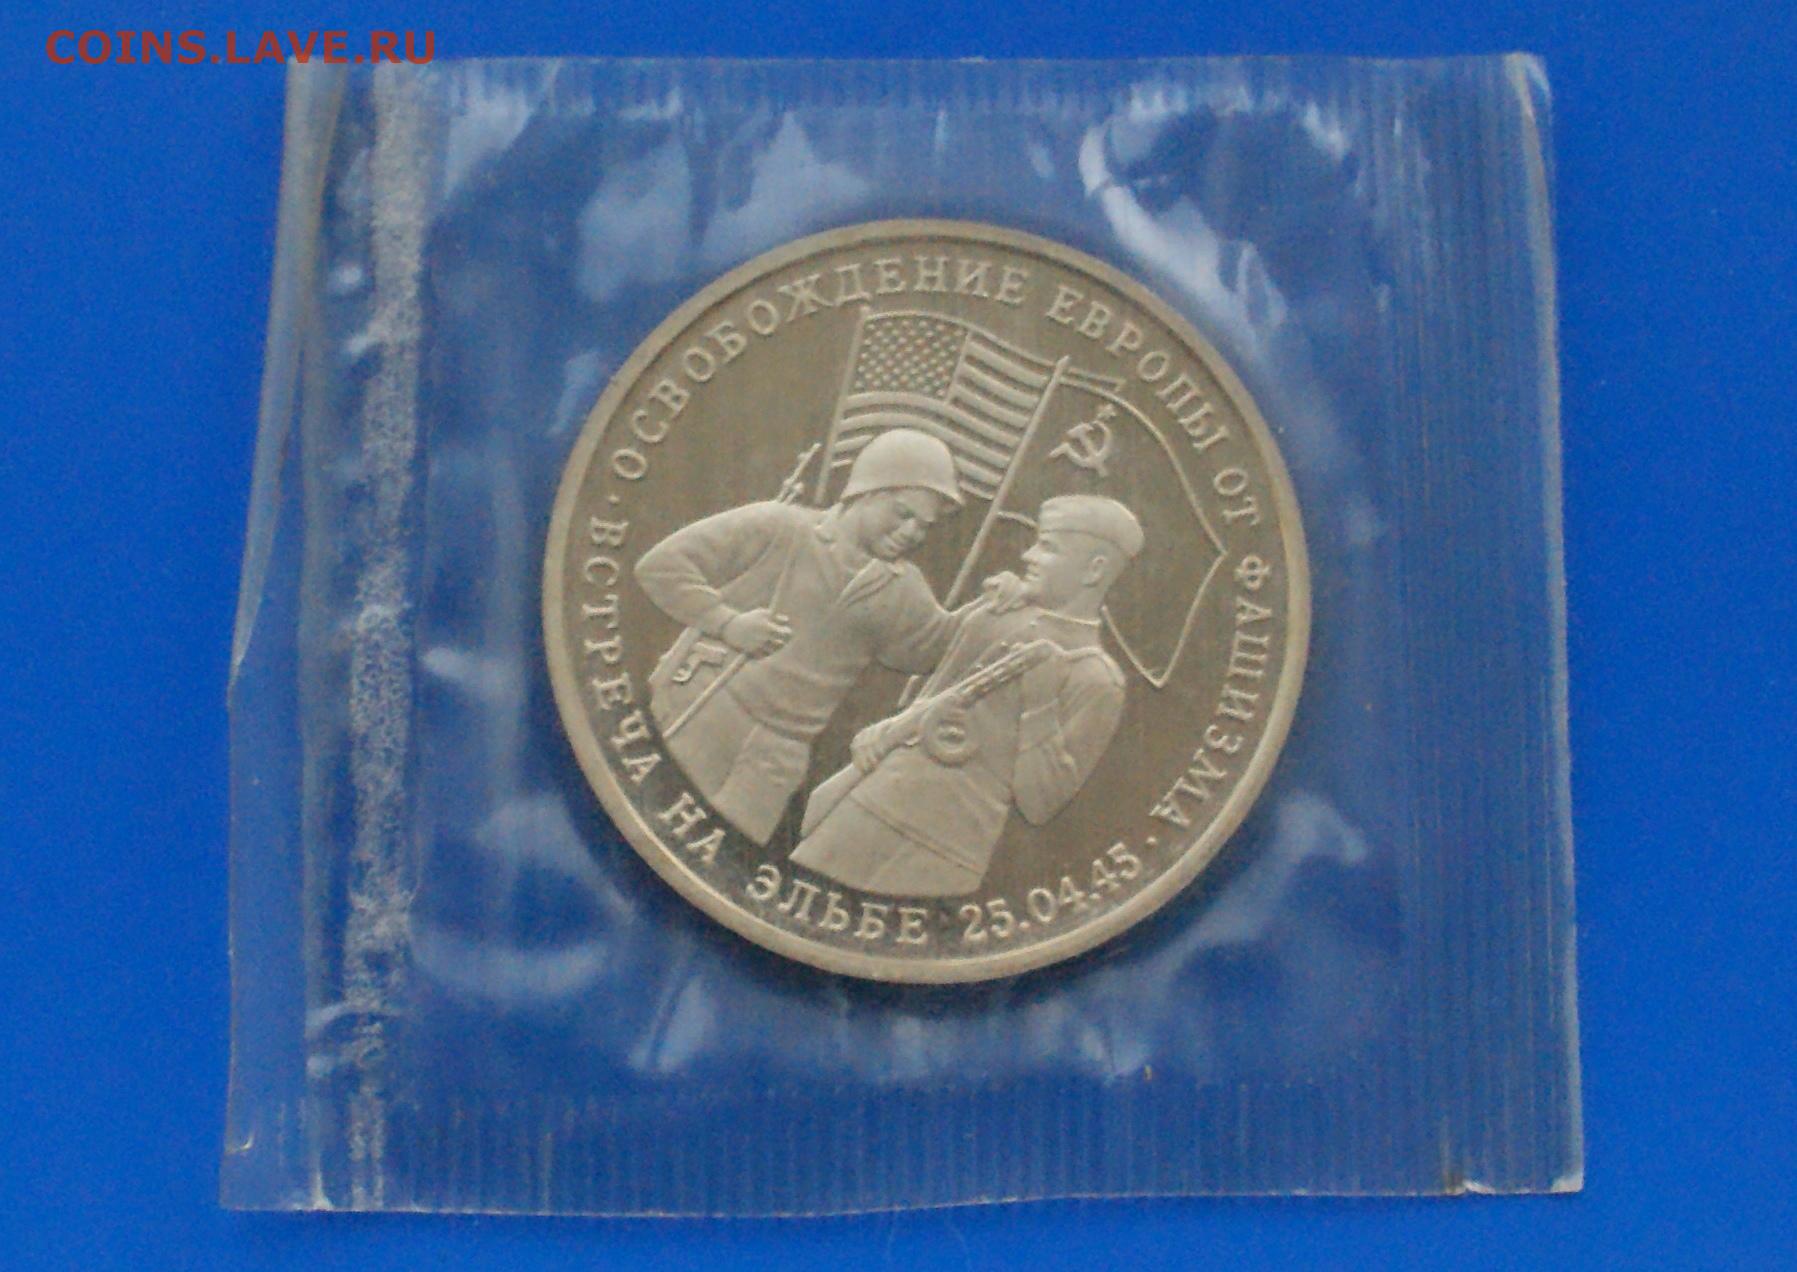 COINS.LAVE.RU
ОСВОБОЖДЕНИЕ ЕВРОПЫ ОТ ФАШИЗМА ·
· ВСТРЕЧА НА ЭЛЬБЕ 25.04.45